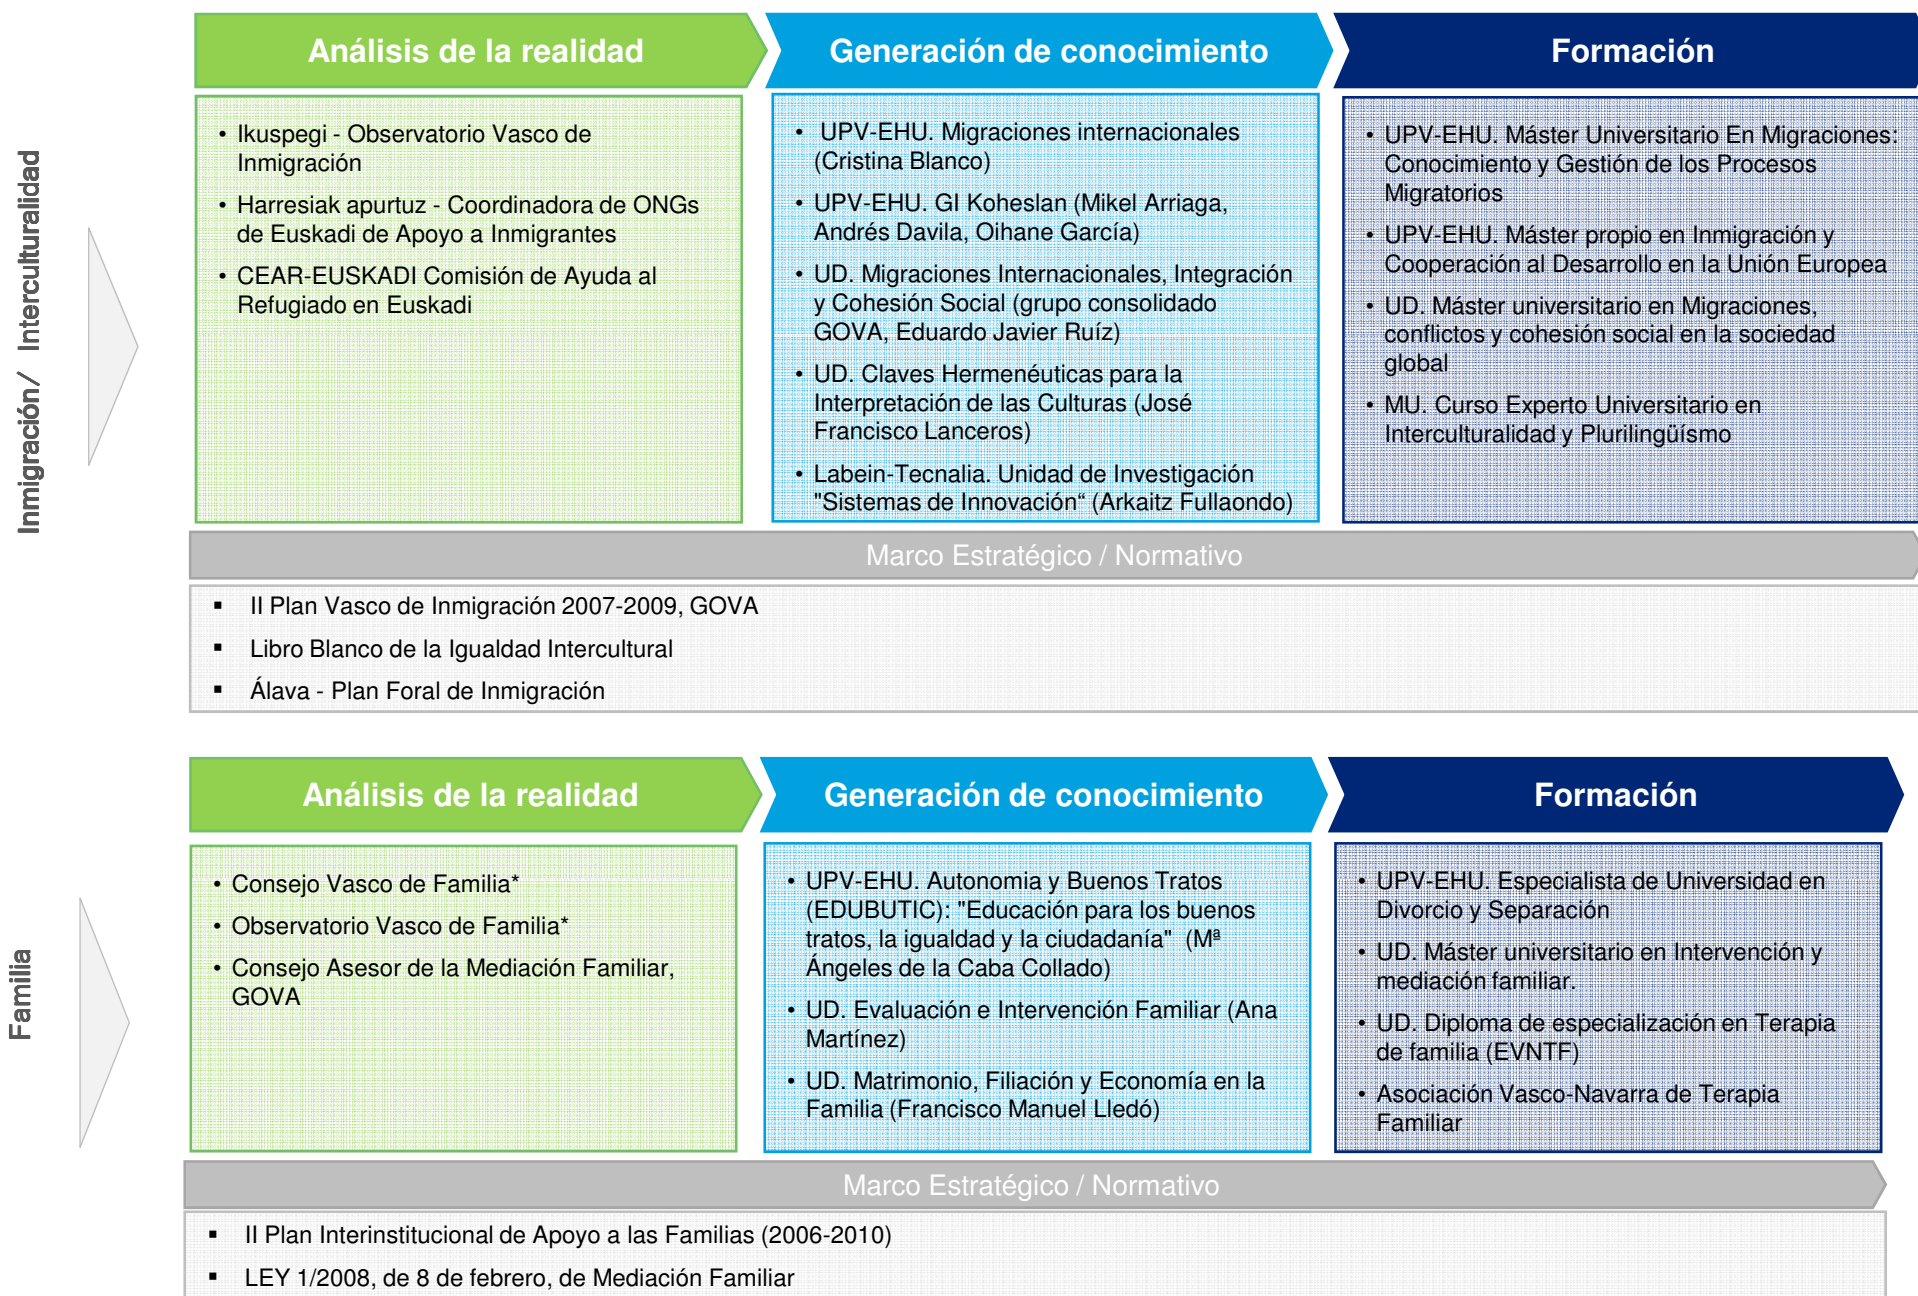 Inmigración/ Interculturalidad
Análisis de la realidad
• Ikuspegi - Observatorio Vasco de
Inmigración
• Harresiak apurtuz - Coordinadora de ONGs
de Euskadi de Apoyo a Inmigrantes
• CEAR-EUSKADI Comisión de Ayuda al
Refugiado en Euskadi
Generación de conocimiento
• UPV-EHU. Migraciones internacionales
(Cristina Blanco)
• UPV-EHU. GI Koheslan (Mikel Arriaga,
Andrés Davila, Oihane García)
• UD. Migraciones Internacionales, Integración
y Cohesión Social (grupo consolidado
GOVA, Eduardo Javier Ruíz)
• UD. Claves Hermenéuticas para la
Interpretación de las Culturas (José
Francisco Lanceros)
• Labein-Tecnalia. Unidad de Investigación
"Sistemas de Innovación“ (Arkaitz Fullaondo)
Formación
• UPV-EHU. Máster Universitario En Migraciones:
Conocimiento y Gestión de los Procesos
Migratorios
• UPV-EHU. Máster propio en Inmigración y
Cooperación al Desarrollo en la Unión Europea
• UD. Máster universitario en Migraciones,
conflictos y cohesión social en la sociedad
global
• MU. Curso Experto Universitario en
Interculturalidad y Plurilingüísmo
Marco Estratégico / Normativo
▪ II Plan Vasco de Inmigración 2007-2009, GOVA
▪ Libro Blanco de la Igualdad Intercultural
▪ Álava - Plan Foral de Inmigración
Familia
Análisis de la realidad
• Consejo Vasco de Familia*
• Observatorio Vasco de Familia*
• Consejo Asesor de la Mediación Familiar,
GOVA
Generación de conocimiento
• UPV-EHU. Autonomia y Buenos Tratos
(EDUBUTIC): "Educación para los buenos
tratos, la igualdad y la ciudadanía" (Mª
Ángeles de la Caba Collado)
• UD. Evaluación e Intervención Familiar (Ana
Martínez)
• UD. Matrimonio, Filiación y Economía en la
Familia (Francisco Manuel Lledó)
Formación
• UPV-EHU. Especialista de Universidad en
Divorcio y Separación
• UD. Máster universitario en Intervención y
mediación familiar.
• UD. Diploma de especialización en Terapia
de familia (EVNTF)
• Asociación Vasco-Navarra de Terapia
Familiar
Marco Estratégico / Normativo
▪ II Plan Interinstitucional de Apoyo a las Familias (2006-2010)
▪ LEY 1/2008, de 8 de febrero, de Mediación Familiar